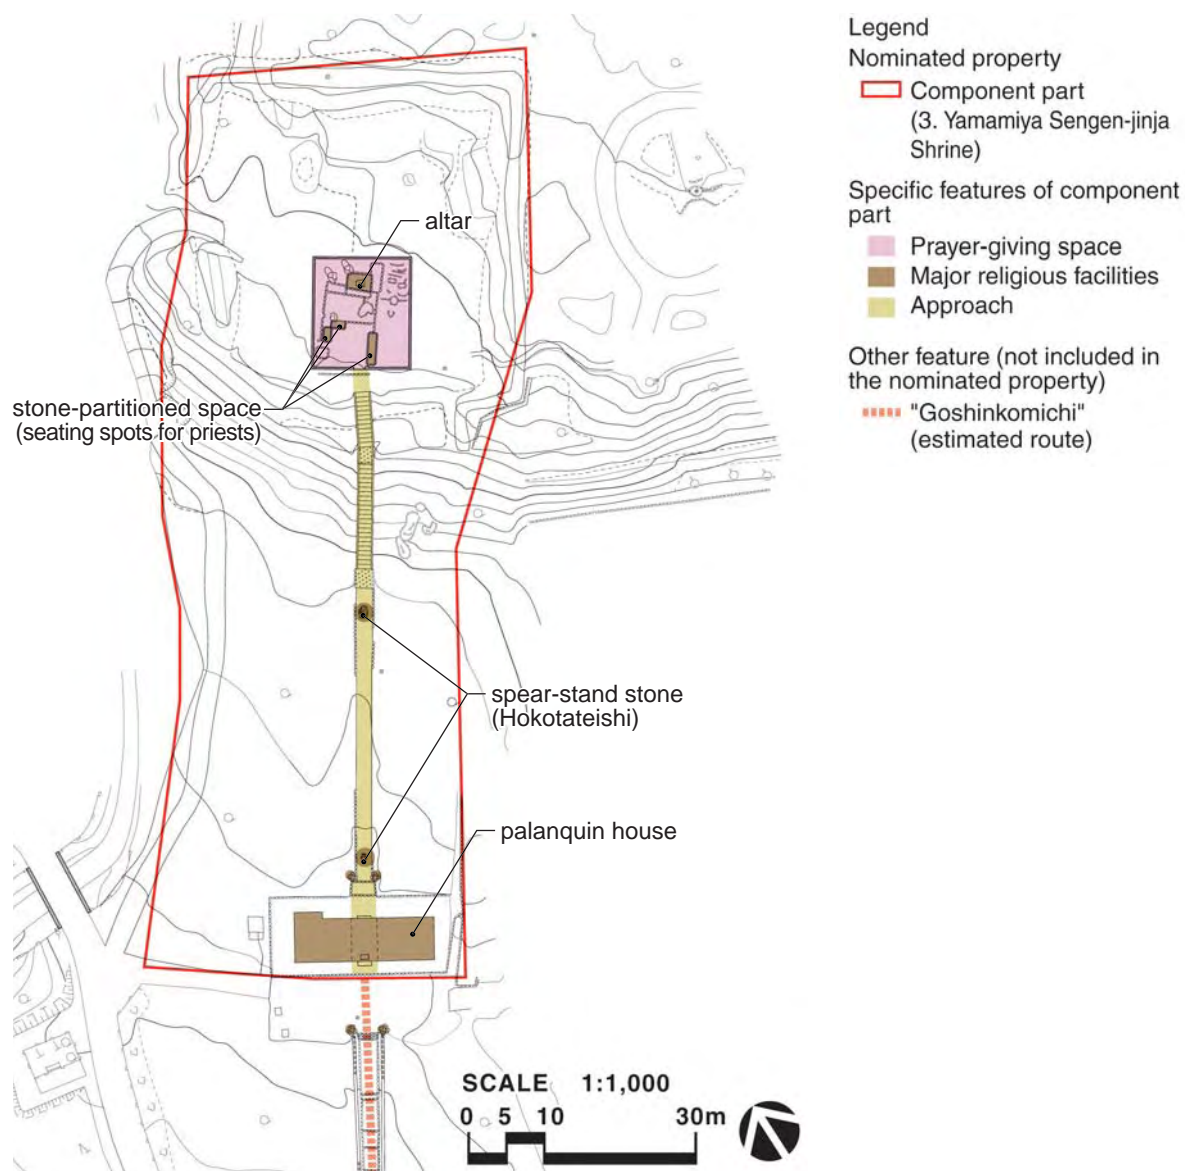 Legend
Nominated property
Component part
(3. Yamamiya Sengen-jinja
Shrine)
Specific features of component
part
Prayer-giving space
Major religious facilities
Approach
Other feature (not included in
the nominated property)
"Goshinkomichi"
(estimated route)
altar
stone-partitioned space
(seating spots for priests)
spear-stand stone
(Hokotateishi)
palanquin house
SCALE 1:1,000
0 5 10 30m